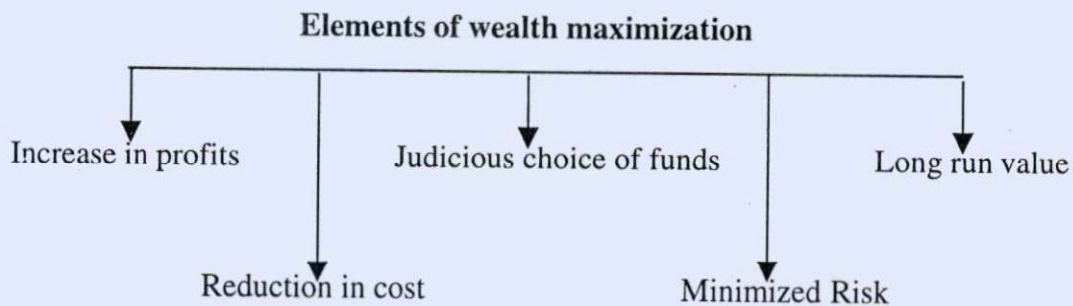 Elements of wealth maximization
Increase in profits
Judicious choice of funds
Long run value
Reduction in cost
Minimized Risk